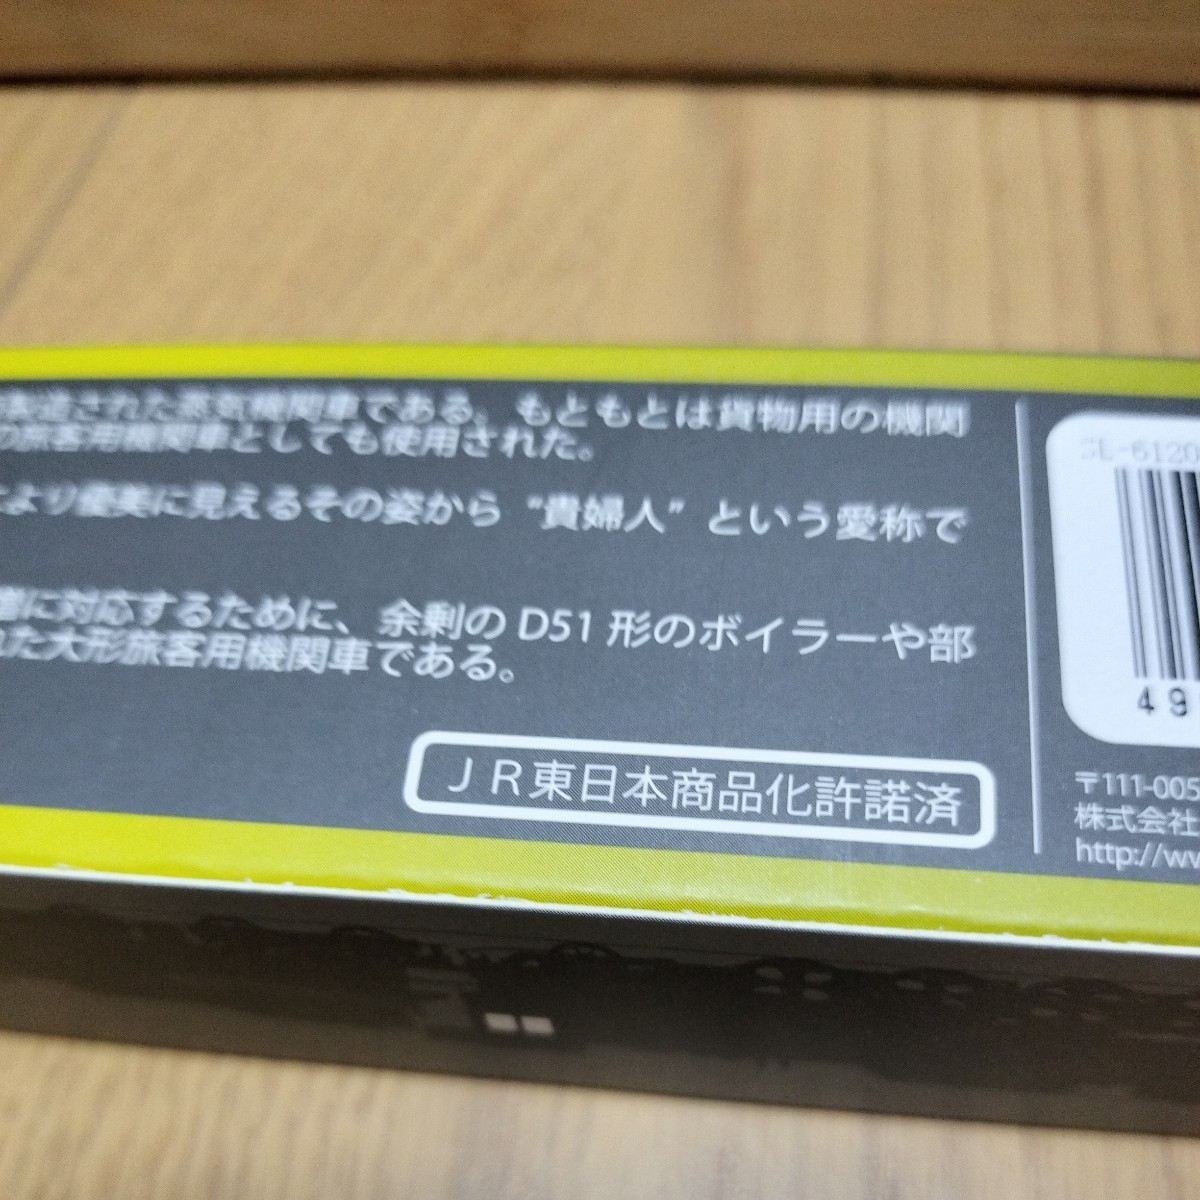 製造された蒸気機関車である。もともとは貨物用の機関
の旅客用機関車としても使用された。
により優美に見えるその姿から“貴婦人”という愛称で
に対応するために、余剰の D51 形のボイラーや部
れた大形旅客用機関車である。
ＪＲ東日本商品化許諾済
SL-6120
49
〒111-005
株式会社
http://ww